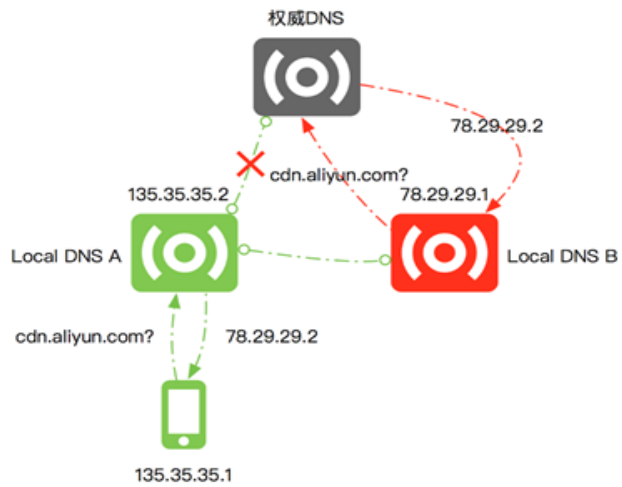 权威DNS
78.29.29.2
cdn.aliyun.com?
135.35.35.2
78.29.29.1
Local DNS A
Local DNS B
cdn.aliyun.com?
78.29.29.2
135.35.35.1